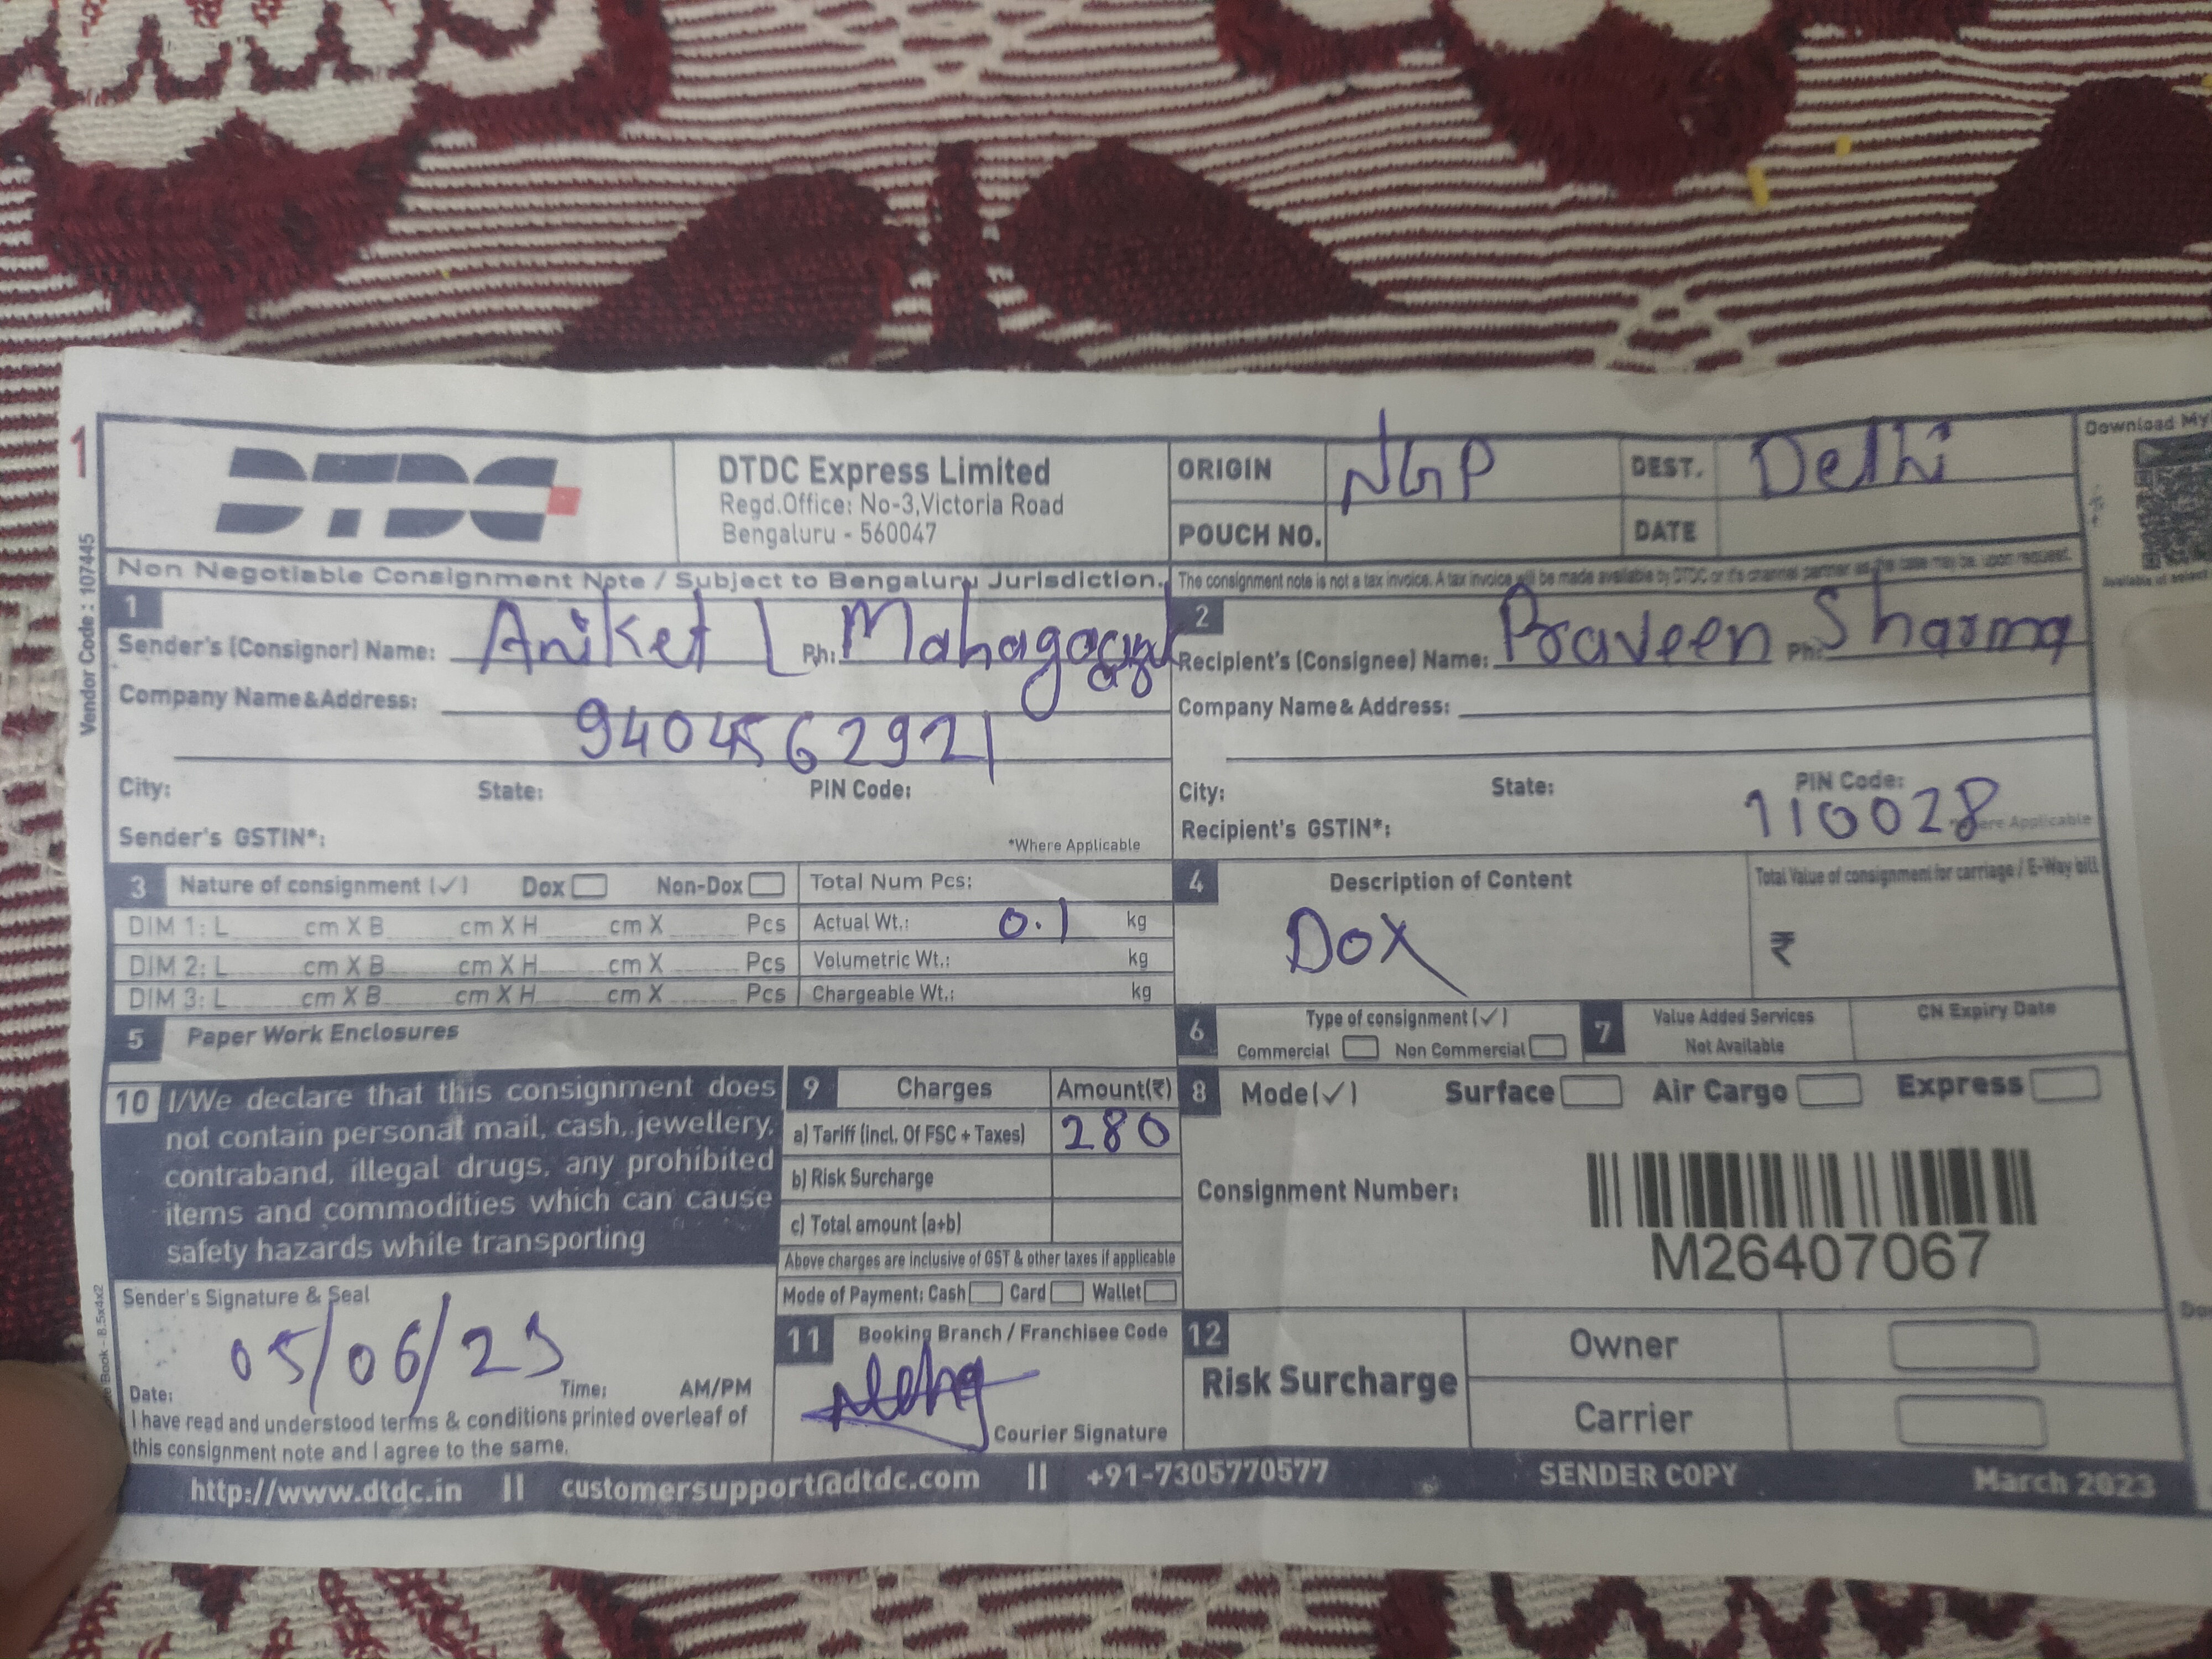 1
DTDC
DTDC Express Limited
Regd.Office: No-3,Victoria Road
Bengaluru - 560047
ORIGIN NGP DEST. Delhi
POUCH NO. DATE
Download My
Vendor Code : 107445
Non Negotiable Consignment Note / Subject to Bengaluru Jurisdiction.
The consignment note is not a tax invoice. A tax invoice will be made available by DTDC or it's channel partner as the case may be, upon request.
1
Sender's (Consignor) Name: Aniket L Ph:
Company Name&Address:
9404562921
City: State: PIN Code:
Sender's GSTIN*:
*Where Applicable
2
Recipient's (Consignee) Name: Praveen Ph: Sharma
Company Name & Address:
City: State: PIN Code:
110028
Recipient's GSTIN*: Applicable
3 Nature of consignment (✓) Dox Non-Dox
DIM 1: L cm X B cm X H cm X Pcs
DIM 2: L cm X B cm X H cm X Pcs
DIM 3: L cm X B cm X H cm X Pcs
Total Num Pcs:
Actual Wt.: 0.1 kg
Volumetric Wt.: kg
Chargeable Wt.: kg
4 Description of Content
DOX
Total Value of consignment for carriage / E-Way bill
₹
5 Paper Work Enclosures
6 Type of consignment (✓)
Commercial Non Commercial
7 Value Added Services
Not Available
CN Expiry Date
10 I/We declare that this consignment does
not contain personal mail, cash, jewellery,
contraband, illegal drugs, any prohibited
items and commodities which can cause
safety hazards while transporting
9 Charges Amount(₹)
a) Tariff (incl. Of FSC + Taxes) 280
b) Risk Surcharge
c) Total amount (a+b)
Above charges are inclusive of GST & other taxes if applicable
Mode of Payment: Cash Card Wallet
8 Mode(✓) Surface Air Cargo Express
Consignment Number:
M26407067
Sender's Signature & Seal
05/06/23
Date: Time: AM/PM
I have read and understood terms & conditions printed overleaf of
this consignment note and I agree to the same.
11 Booking Branch / Franchisee Code
Courier Signature
12
Risk Surcharge
Owner
Carrier
Book - 8.5x4x2
http://www.dtdc.in || customersupport@dtdc.com || +91-7305770577 SENDER COPY March 2023